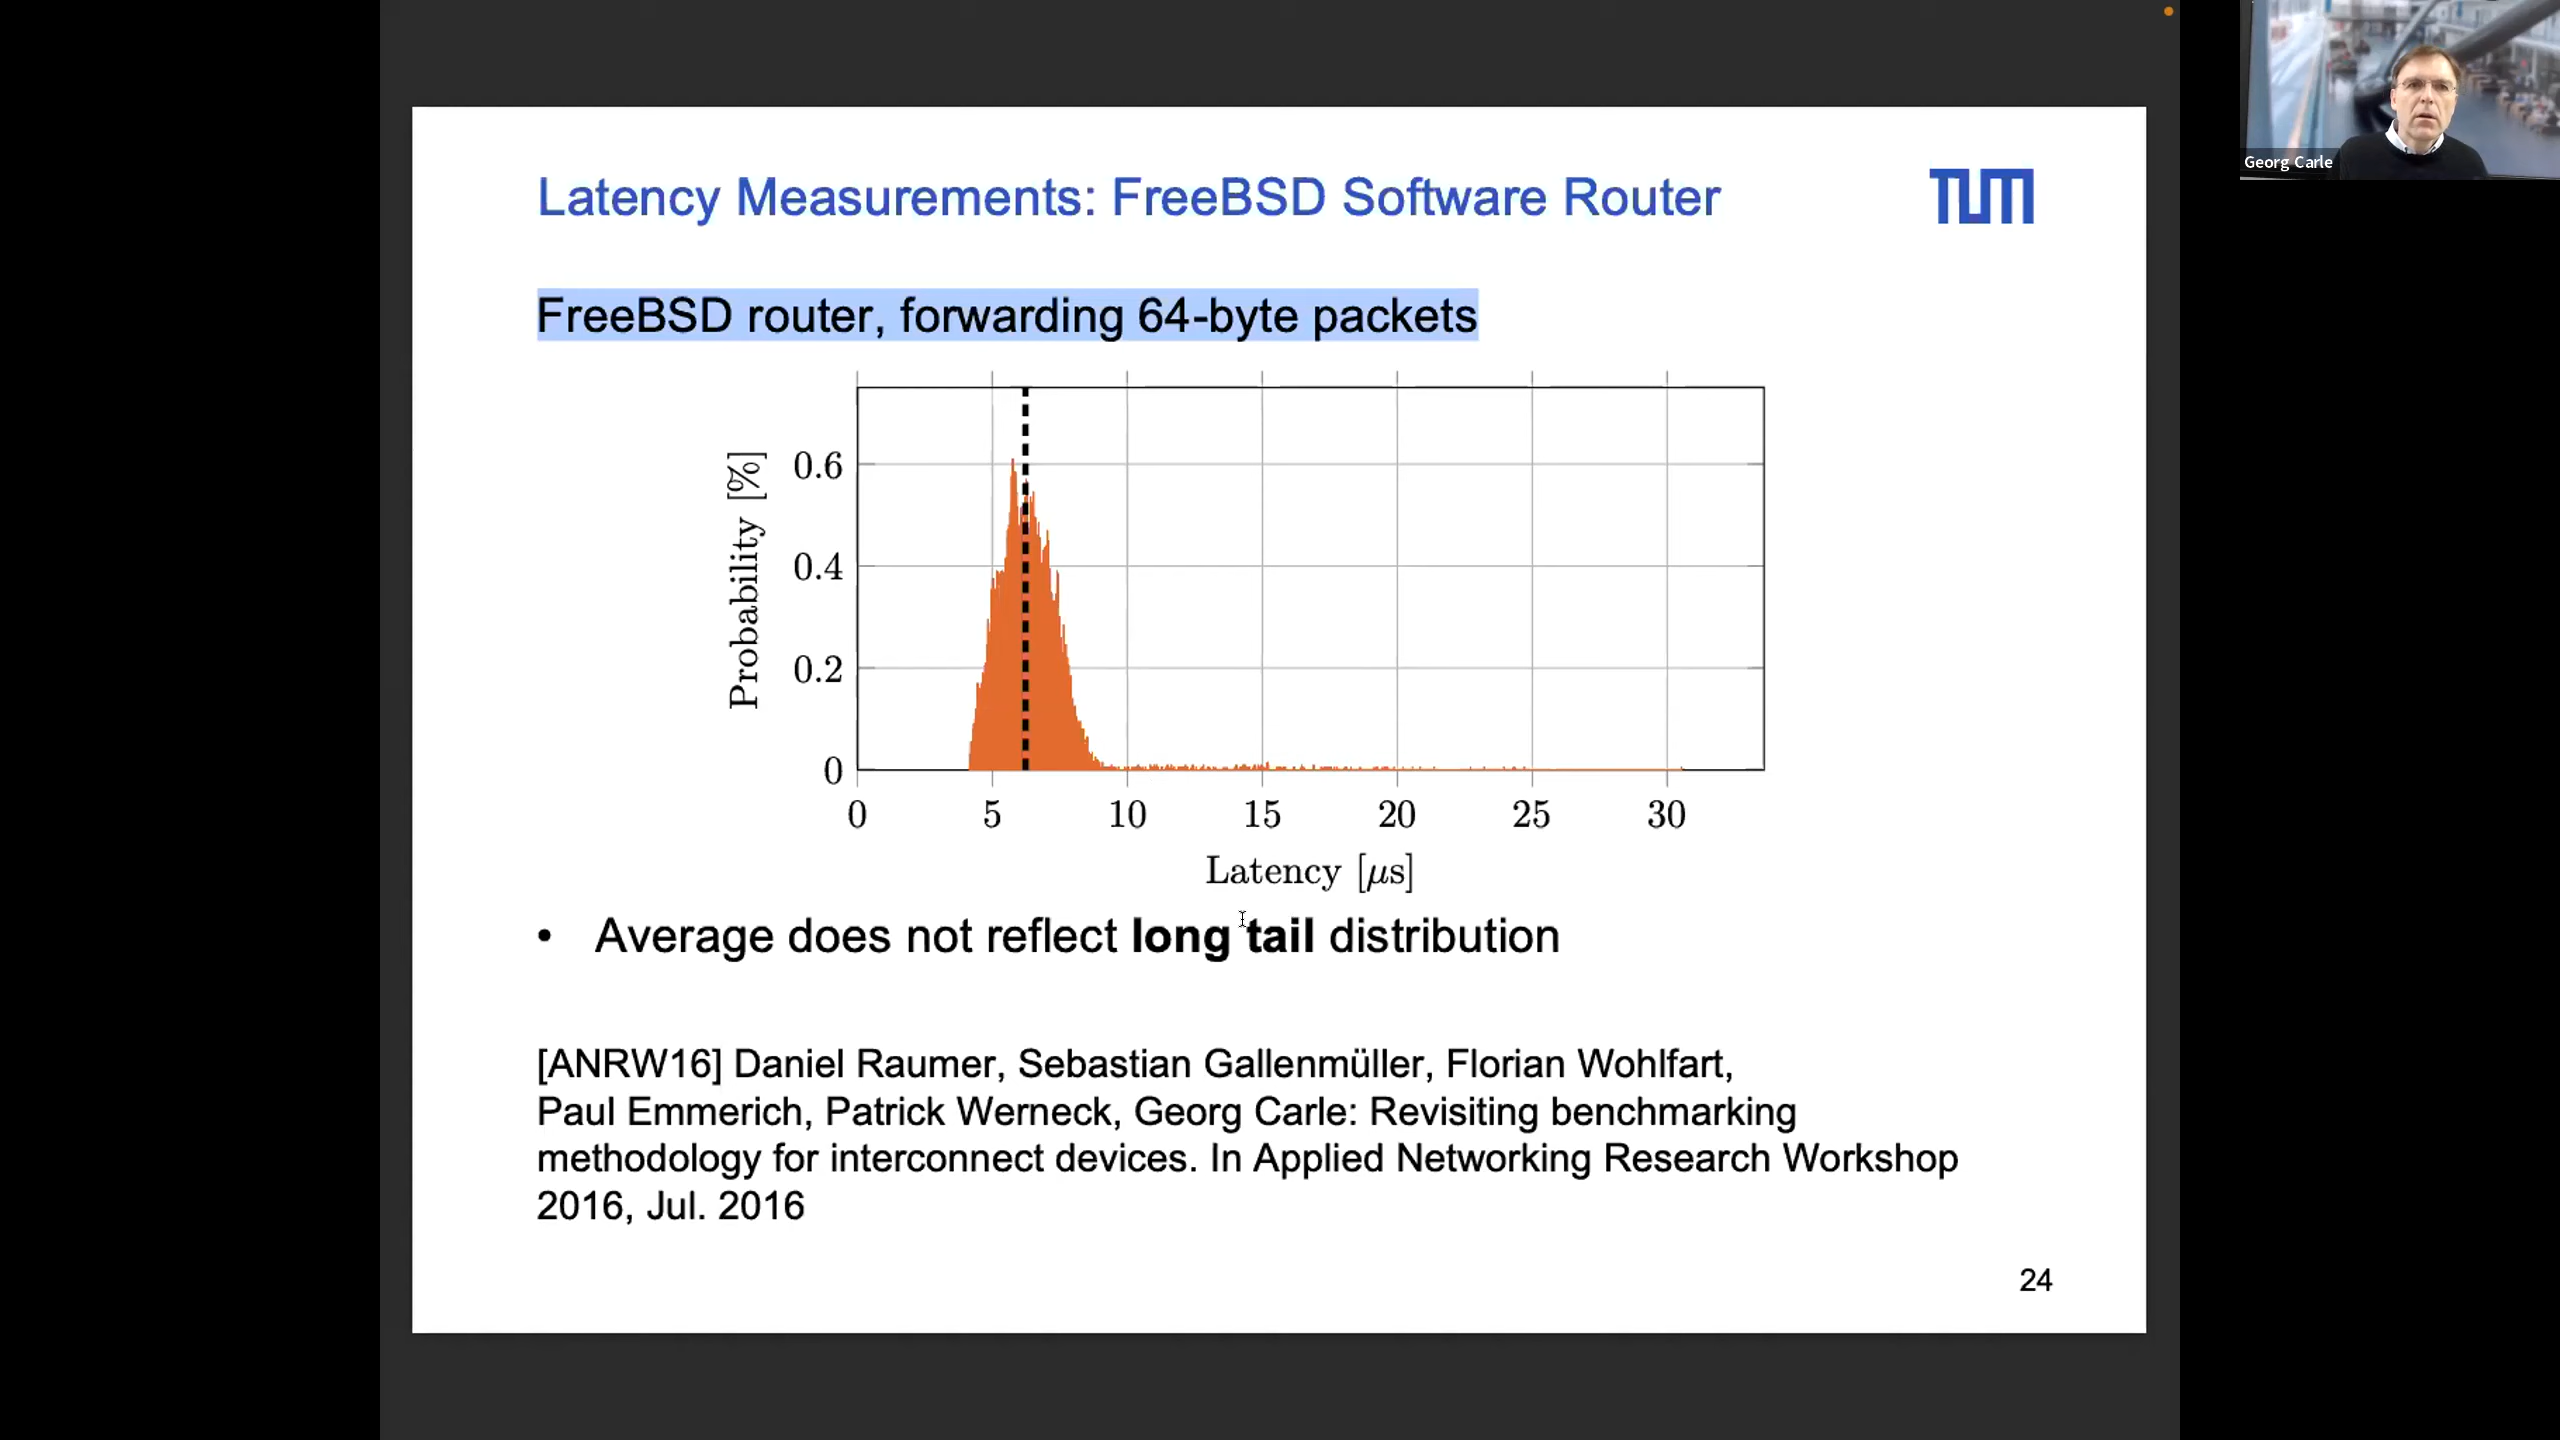 Georg Carle
Latency Measurements: FreeBSD Software Router
TUM
FreeBSD router, forwarding 64-byte packets
Probability [%]
0.6
0.4
0.2
0
0 5 10 15 20 25 30
Latency [μs]
• Average does not reflect long tail distribution
[ANRW16] Daniel Raumer, Sebastian Gallenmüller, Florian Wohlfart,
Paul Emmerich, Patrick Werneck, Georg Carle: Revisiting benchmarking
methodology for interconnect devices. In Applied Networking Research Workshop
2016, Jul. 2016
24